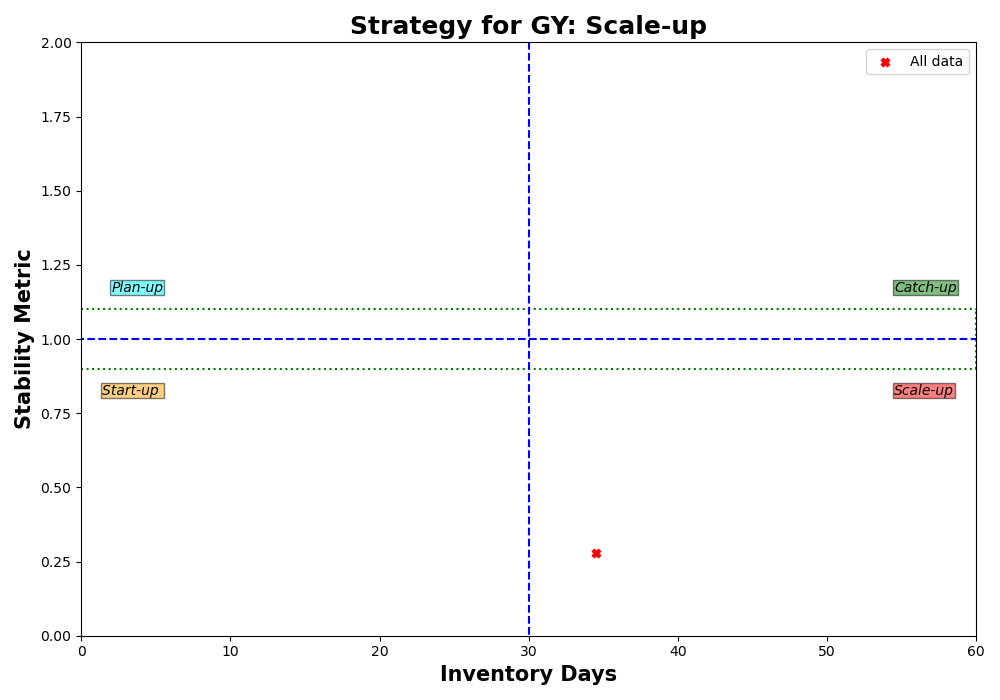 Strategy for GY: Scale-up
All data
Plan-up
Catch-up
Start-up
Scale-up
Stability Metric
2.00
1.75
1.50
1.25
1.00
0.75
0.50
0.25
0.00
0 10 20 30 40 50 60
Inventory Days